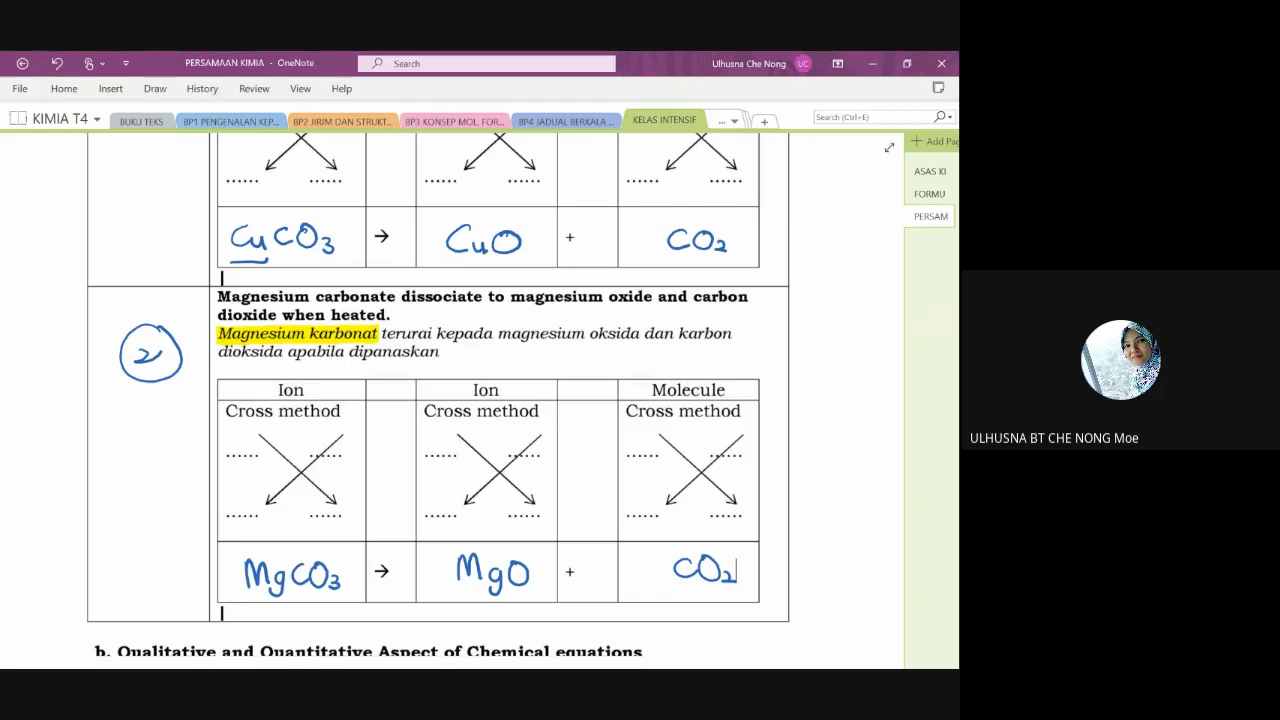 PERSAMAAN KIMIA - OneNote
Search
Ulhusna Che Nong
UC
File Home Insert Draw History Review View Help
KIMIA T4
BUKU TEKS
BP1 PENGENALAN KEP...
BP2 JIRIM DAN STRUKT...
BP3 KONSEP MOL, FOR...
BP4 JADUAL BERKALA ...
KELAS INTENSIF
...
+
Search (Ctrl+E)
+ Add Pag
ASAS KI
FORMU
PERSAM
...... ...... ...... ...... ...... ......
CuCO3 → CuO + CO2
2
Magnesium carbonate dissociate to magnesium oxide and carbon
dioxide when heated.
Magnesium karbonat terurai kepada magnesium oksida dan karbon
dioksida apabila dipanaskan
Ion Ion Molecule
Cross method Cross method Cross method
...... ...... ...... ...... ...... ......
...... ...... ...... ...... ...... ......
MgCO3 → MgO + CO2
b. Qualitative and Quantitative Aspect of Chemical equations
ULHUSNA BT CHE NONG Moe